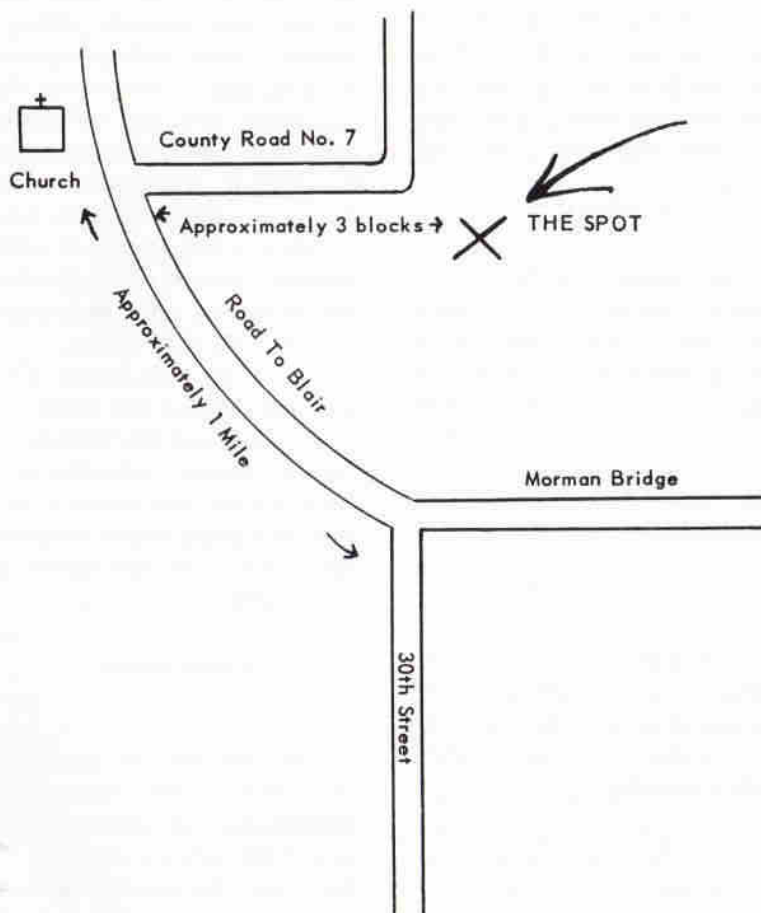 County Road No. 7
Church
Approximately 3 blocks
THE SPOT
Road To Blair
Approximately 1 Mile
Morman Bridge
30th Street